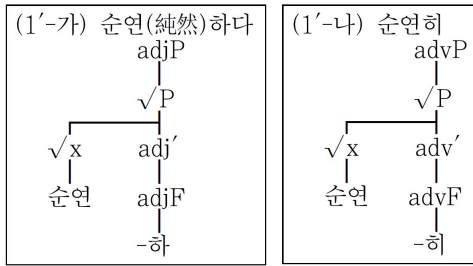 (1′-가) 순연(純然)하다
adjP
√P
√x adj′
순연 adjF
-하
(1′-나) 순연히
advP
√P
√x adv′
순연 advF
-히